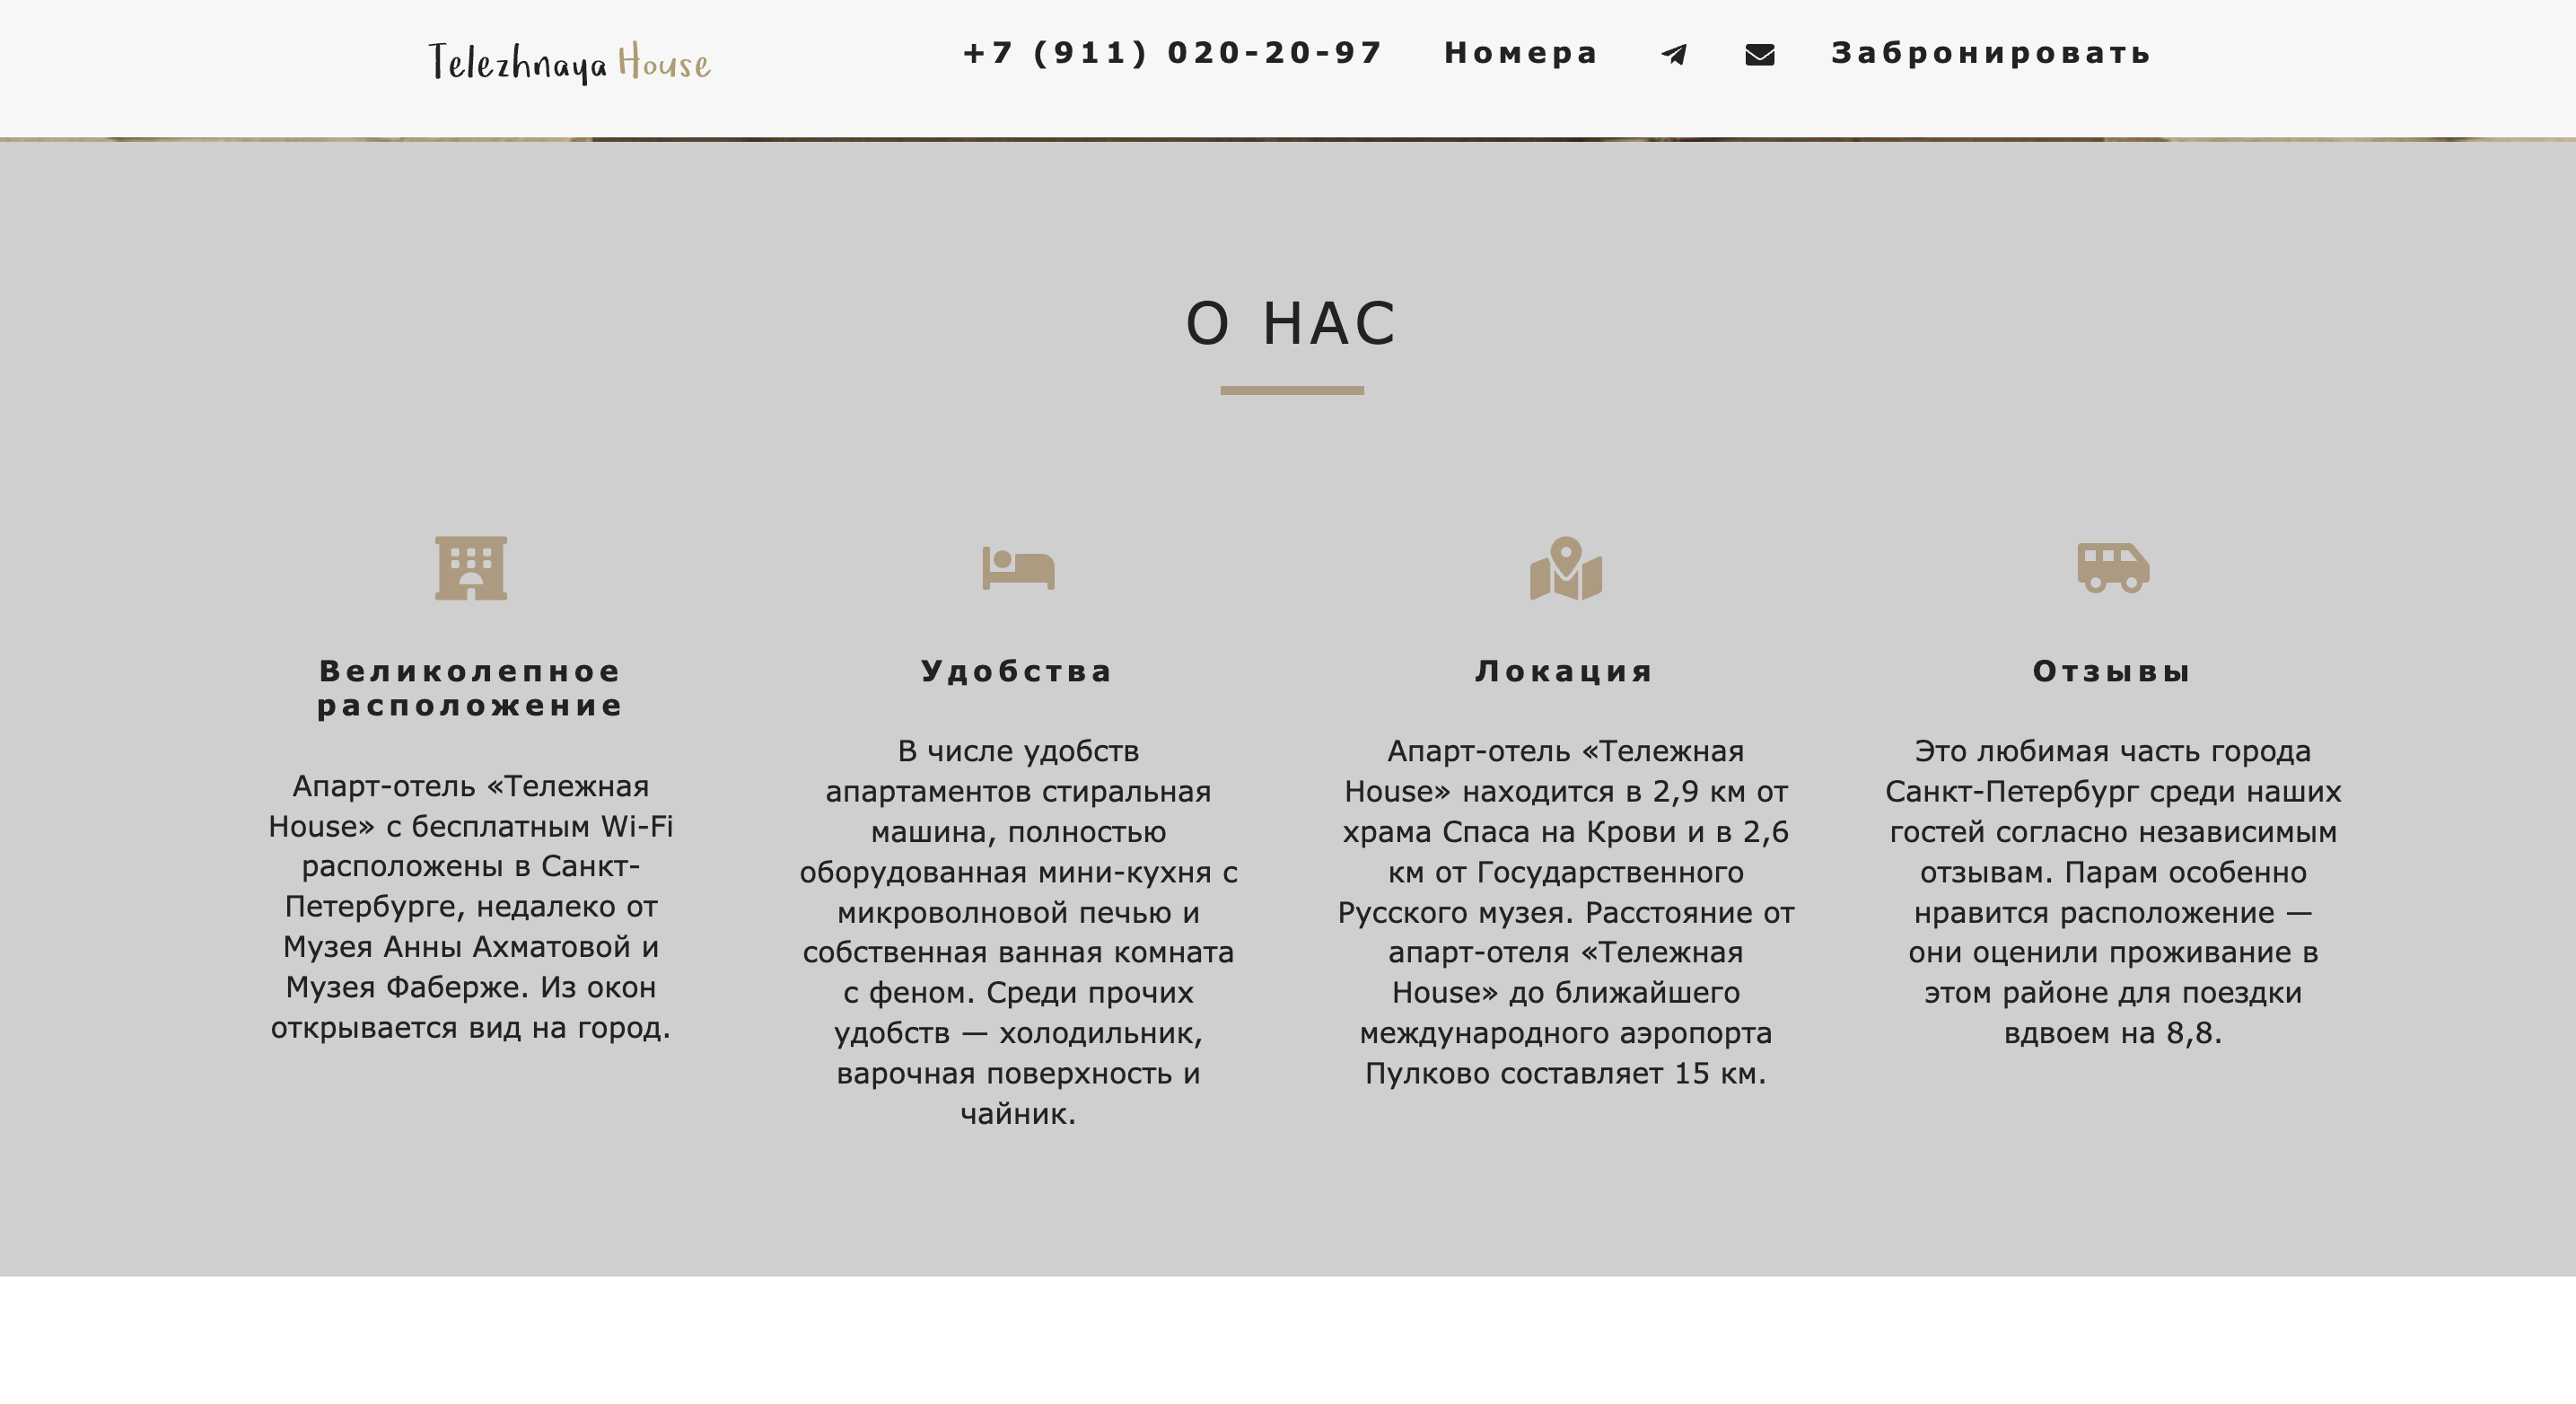 Telezhnaya House
+7 (911) 020-20-97 Номера Забронировать
О НАС
Великолепное
расположение
Апарт-отель «Тележная
House» с бесплатным Wi-Fi
расположены в Санкт-
Петербурге, недалеко от
Музея Анны Ахматовой и
Музея Фаберже. Из окон
открывается вид на город.
Удобства
В числе удобств
апартаментов стиральная
машина, полностью
оборудованная мини-кухня с
микроволновой печью и
собственная ванная комната
с феном. Среди прочих
удобств — холодильник,
варочная поверхность и
чайник.
Локация
Апарт-отель «Тележная
House» находится в 2,9 км от
храма Спаса на Крови и в 2,6
км от Государственного
Русского музея. Расстояние от
апарт-отеля «Тележная
House» до ближайшего
международного аэропорта
Пулково составляет 15 км.
Отзывы
Это любимая часть города
Санкт-Петербург среди наших
гостей согласно независимым
отзывам. Парам особенно
нравится расположение —
они оценили проживание в
этом районе для поездки
вдвоем на 8,8.